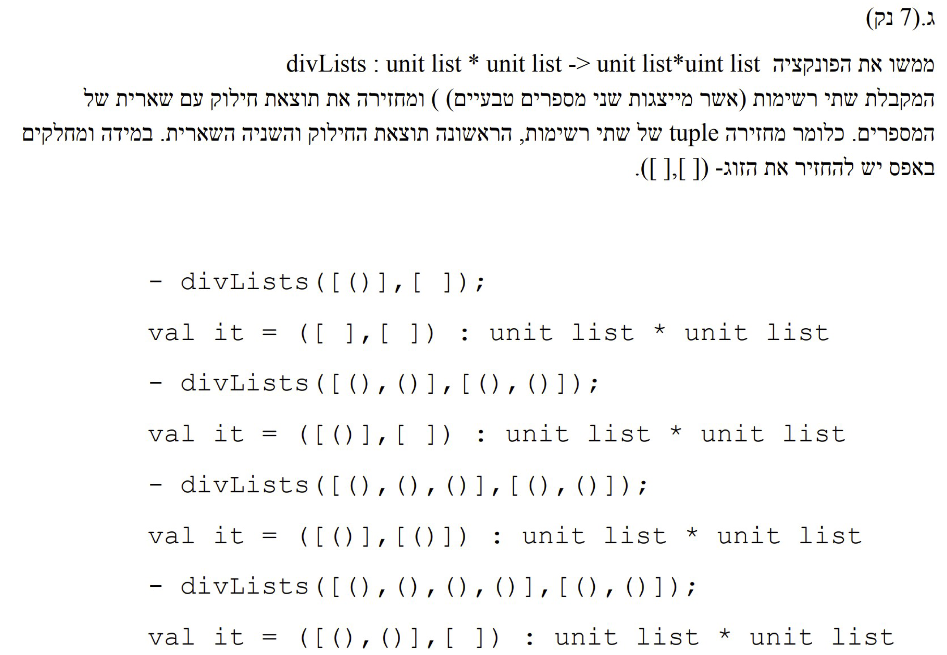 ג.(7 נק)
ממשו את הפונקציה divLists : unit list * unit list -> unit list*uint list
המקבלת שתי רשימות (אשר מייצגות שני מספרים טבעיים) ) ומחזירה את תוצאת חילוק עם שארית של
המספרים. כלומר מחזירה tuple של שתי רשימות, הראשונה תוצאת החילוק והשניה השארית. במידה ומחלקים
באפס יש להחזיר את הזוג- ([ ],[ ]).
- divLists([()],[ ]);
val it = ([ ],[ ]) : unit list * unit list
- divLists([(),()],[(),()]);
val it = ([()],[ ]) : unit list * unit list
- divLists([(),(),()],[(),()]);
val it = ([()],[()]) : unit list * unit list
- divLists([(),(),(),()],[(),()]);
val it = ([(),()],[ ]) : unit list * unit list